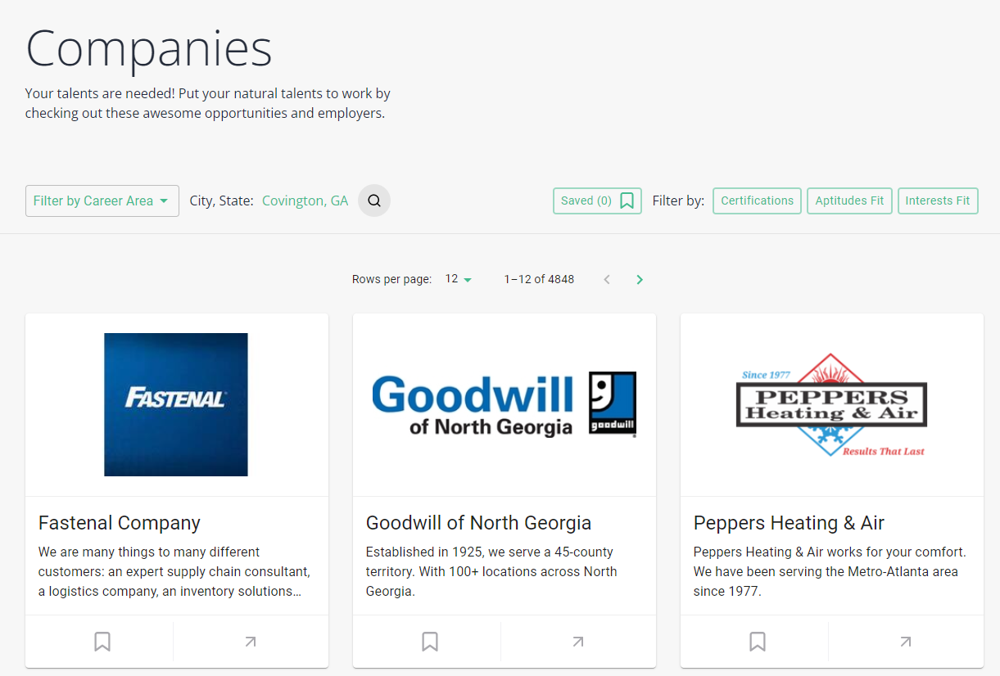 Companies
Your talents are needed! Put your natural talents to work by
checking out these awesome opportunities and employers.
Filter by Career Area City, State: Covington, GA Saved (0) Filter by: Certifications Aptitudes Fit Interests Fit
Rows per page: 12 1–12 of 4848
FASTENAL
Goodwill
of North Georgia
goodwill
Since 1977
PEPPERS
Heating & Air
Results That Last
Fastenal Company
We are many things to many different
customers: an expert supply chain consultant,
a logistics company, an inventory solutions…
Goodwill of North Georgia
Established in 1925, we serve a 45-county
territory. With 100+ locations across North
Georgia.
Peppers Heating & Air
Peppers Heating & Air works for your comfort.
We have been serving the Metro-Atlanta area
since 1977.